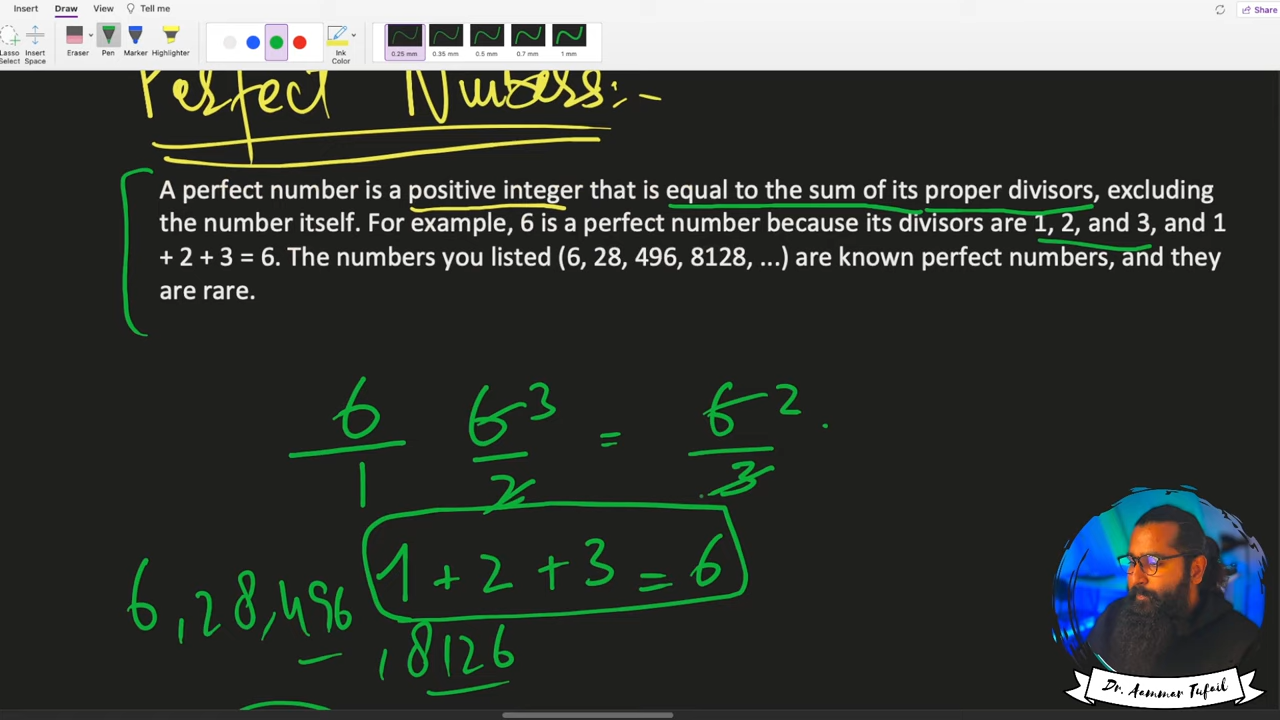 Insert Draw View Tell me
Share
Lasso Select
Insert Space
Eraser
Pen
Marker
Highlighter
Ink Color
0.25 mm
0.35 mm
0.5 mm
0.7 mm
1 mm
Perfect Numbers:-
A perfect number is a positive integer that is equal to the sum of its proper divisors, excluding
the number itself. For example, 6 is a perfect number because its divisors are 1, 2, and 3, and 1
+ 2 + 3 = 6. The numbers you listed (6, 28, 496, 8128, ...) are known perfect numbers, and they
are rare.
6 6 3 = 6 2
1 2 3
1 + 2 + 3 = 6
6, 28, 496
, 8126
Dr. Aammar Tufail